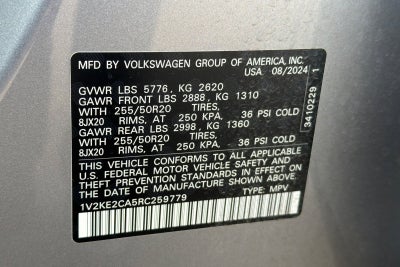 MFD BY VOLKSWAGEN GROUP OF AMERICA, INC.
USA 08/2024
GVWR LBS 5776, KG 2620
GAWR FRONT LBS 2888, KG 1310
WITH 255/50R20 TIRES,
8JX20 RIMS, AT 250 KPA, 36 PSI COLD
GAWR REAR LBS 2998, KG 1360
WITH 255/50R20 TIRES,
8JX20 RIMS, AT 250 KPA, 36 PSI COLD
THIS VEHICLE CONFORMS TO ALL APPLICABLE
U.S. FEDERAL MOTOR VEHICLE SAFETY AND
THEFT PREVENTION STANDARDS IN EFFECT ON
THE DATE OF MANUFACTURE SHOWN ABOVE.
1V2KE2CA5RC259779 TYPE: MPV
3410229 1